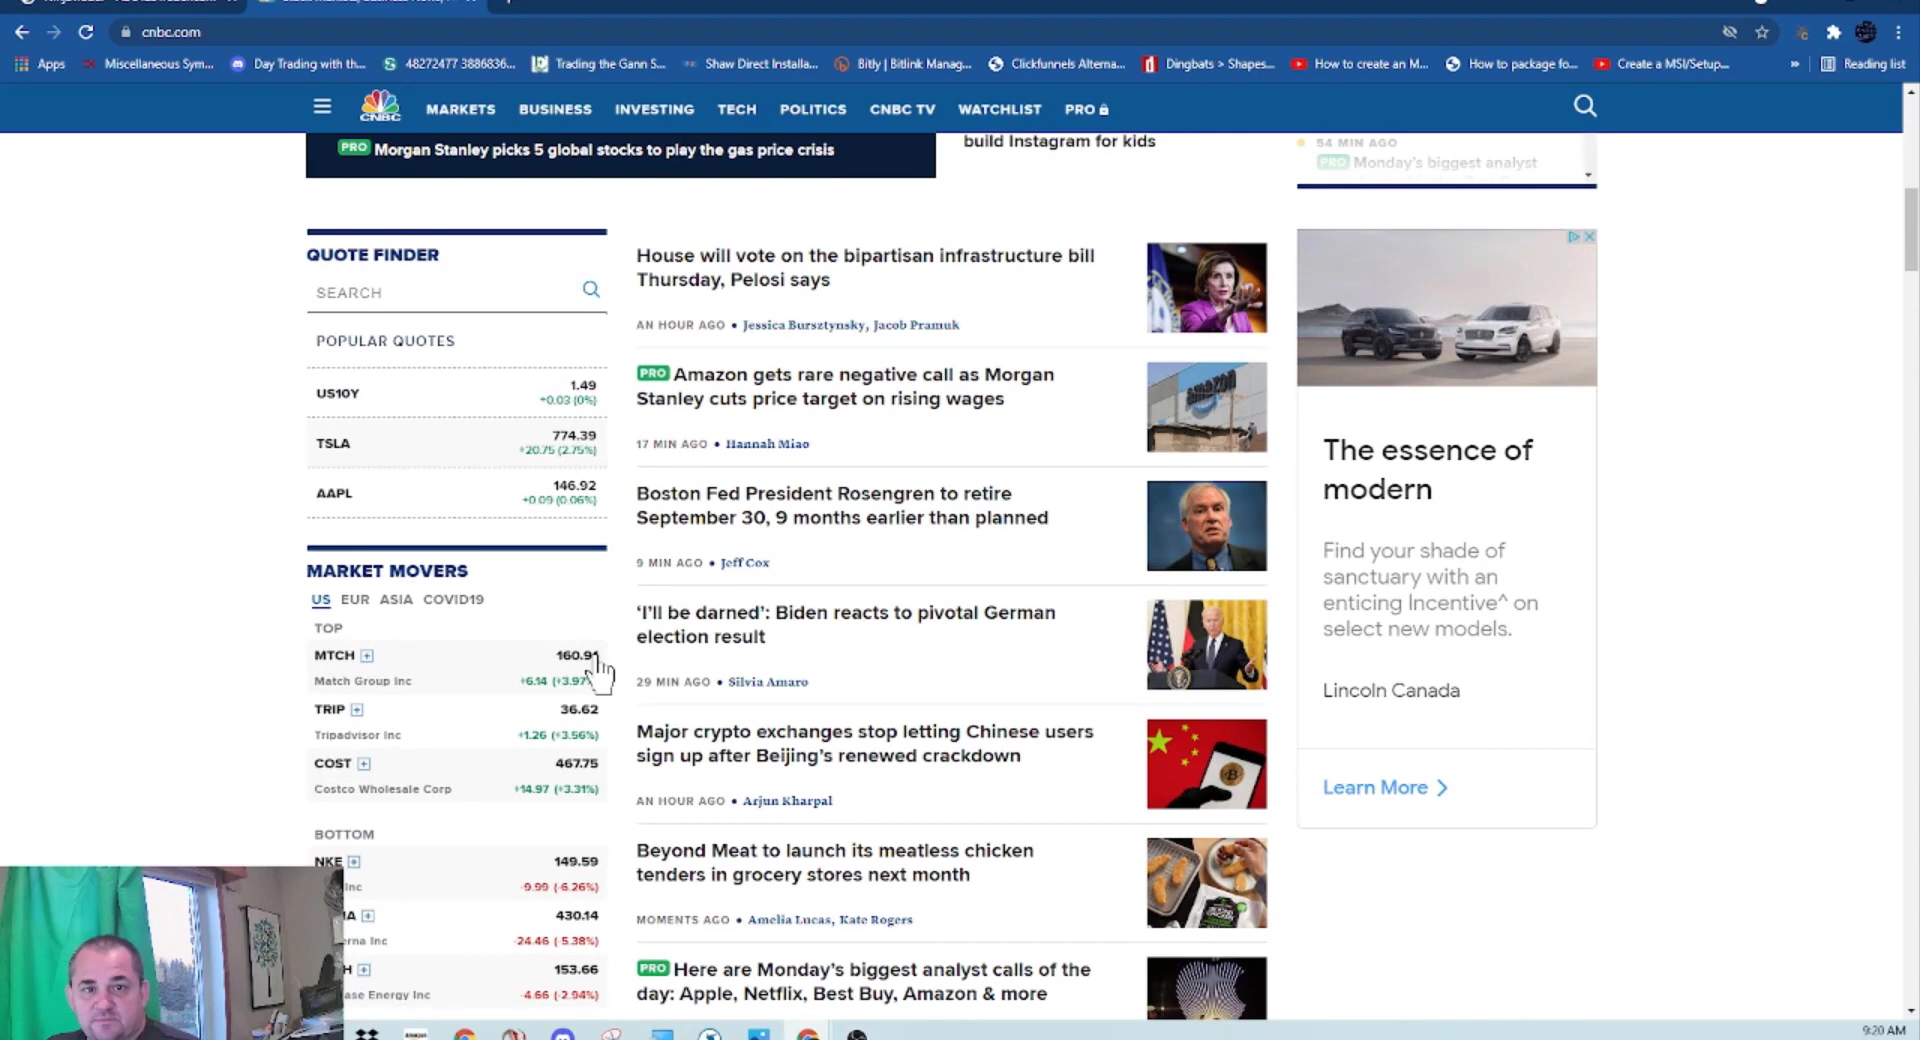 cnbc.com
Apps
Miscellaneous Sym...
Day Trading with th...
48272477 3886836...
Trading the Gann S...
Shaw Direct Installa...
Bitly | Bitlink Manag...
Clickfunnels Alterna...
Dingbats > Shapes...
How to create an M...
How to package fo...
Create a MSI/Setup...
»
Reading list
CNBC
MARKETS
BUSINESS
INVESTING
TECH
POLITICS
CNBC TV
WATCHLIST
PRO
PRO Morgan Stanley picks 5 global stocks to play the gas price crisis
build Instagram for kids
54 MIN AGO
PRO Monday's biggest analyst
QUOTE FINDER
SEARCH
POPULAR QUOTES
US10Y 1.49
+0.03 (0%)
TSLA 774.39
+20.75 (2.75%)
AAPL 146.92
+0.09 (0.06%)
MARKET MOVERS
US EUR ASIA COVID19
TOP
MTCH
Match Group Inc +6.14
TRIP 36.62
Tripadvisor Inc +1.26 (+3.56%)
COST 467.75
Costco Wholesale Corp +14.97 (+3.31%)
BOTTOM
NKE 149.59
Inc -9.99 (-6.26%)
430.14
-24.46 (-5.38%)
153.66
Energy Inc -4.66 (-2.94%)
House will vote on the bipartisan infrastructure bill
Thursday, Pelosi says
AN HOUR AGO • Jessica Bursztynsky, Jacob Pramuk
PRO Amazon gets rare negative call as Morgan
Stanley cuts price target on rising wages
17 MIN AGO • Hannah Miao
amazon
Boston Fed President Rosengren to retire
September 30, 9 months earlier than planned
9 MIN AGO • Jeff Cox
‘I’ll be darned’: Biden reacts to pivotal German
election result
29 MIN AGO • Silvia Amaro
Major crypto exchanges stop letting Chinese users
sign up after Beijing’s renewed crackdown
AN HOUR AGO • Arjun Kharpal
Beyond Meat to launch its meatless chicken
tenders in grocery stores next month
MOMENTS AGO • Amelia Lucas, Kate Rogers
PRO Here are Monday’s biggest analyst calls of the
day: Apple, Netflix, Best Buy, Amazon & more
The essence of
modern
Find your shade of
sanctuary with an
enticing Incentive^ on
select new models.
Lincoln Canada
Learn More
9:20 AM